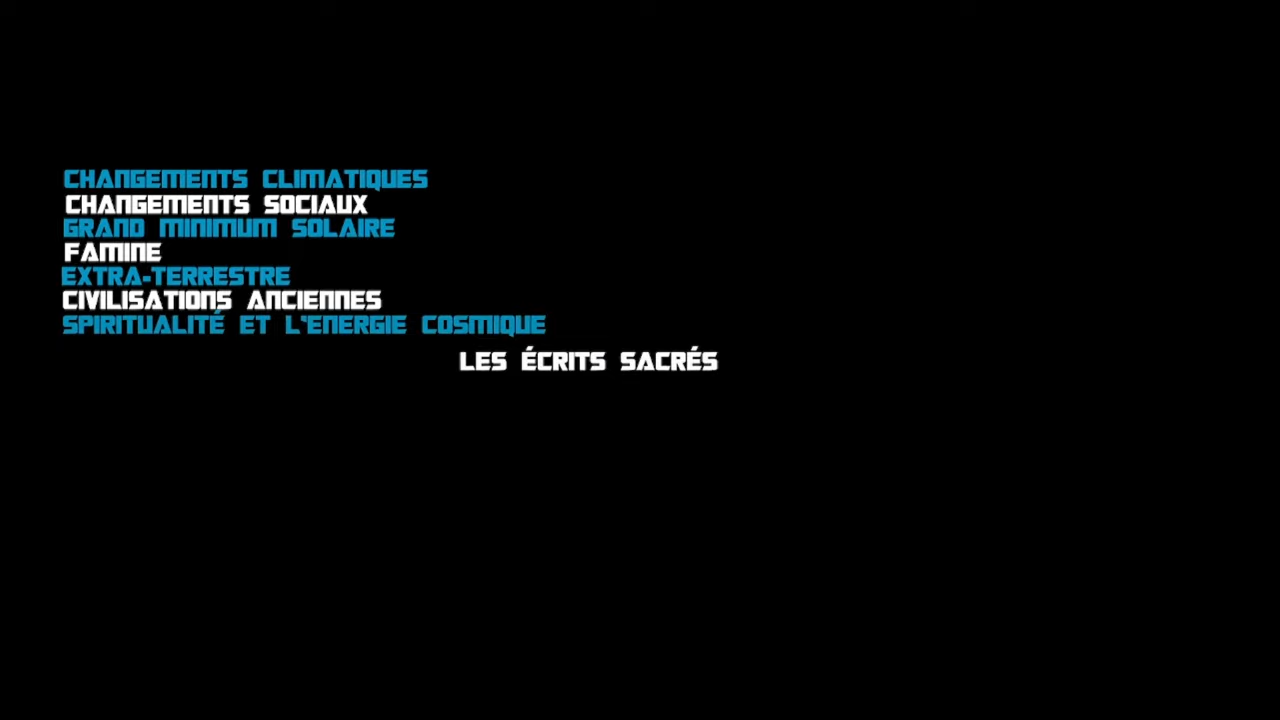 CHANGEMENTS CLIMATIQUES
CHANGEMENTS SOCIAUX
GRAND MINIMUM SOLAIRE
FAMINE
EXTRA-TERRESTRE
CIVILISATIONS ANCIENNES
SPIRITUALITÉ ET L'ENERGIE COSMIQUE
LES ÉCRITS SACRÉS